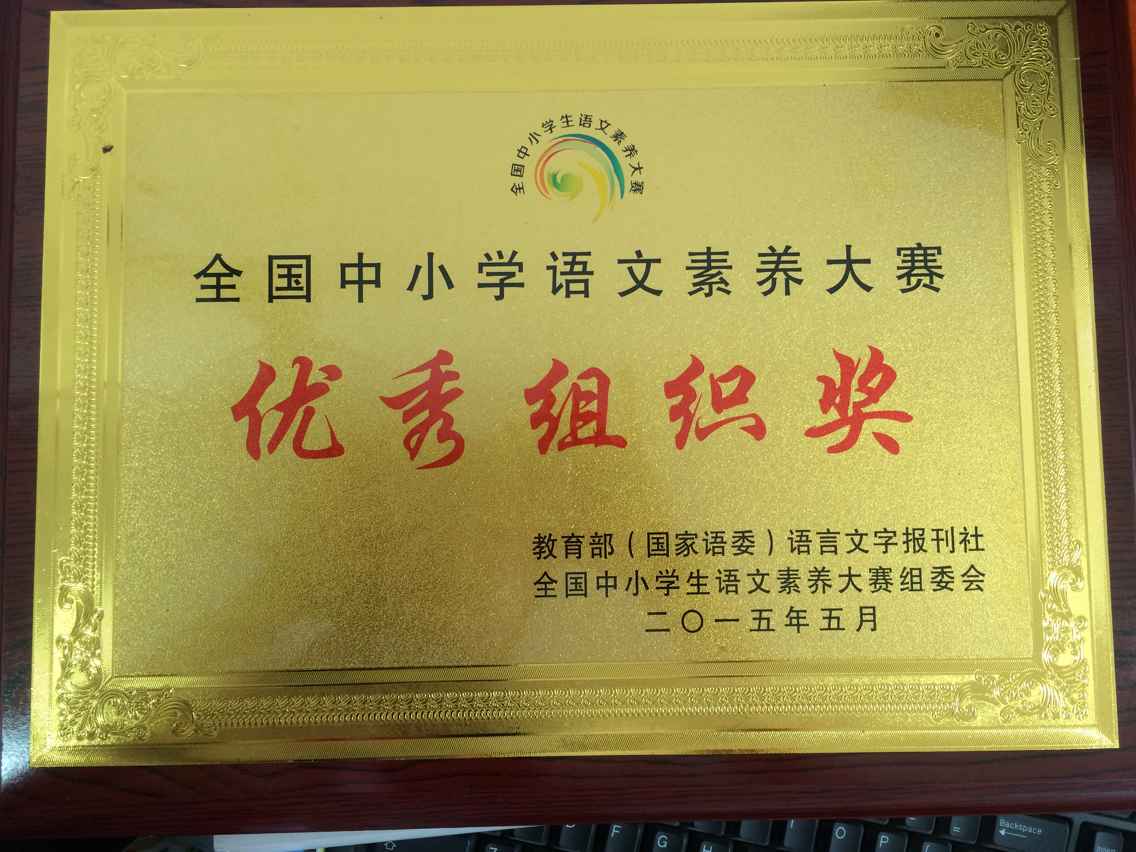 全国中小学生语文素养大赛
全国中小学语文素养大赛
优秀组织奖
教育部（国家语委）语言文字报刊社
全国中小学生语文素养大赛组委会
二〇一五年五月
D F G H J K L
O P - = Backspace